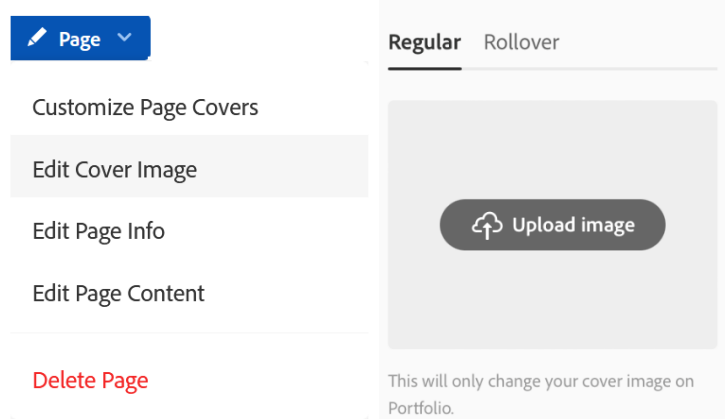 Page
Customize Page Covers
Edit Cover Image
Edit Page Info
Edit Page Content
Delete Page
Regular Rollover
Upload image
This will only change your cover image on
Portfolio.